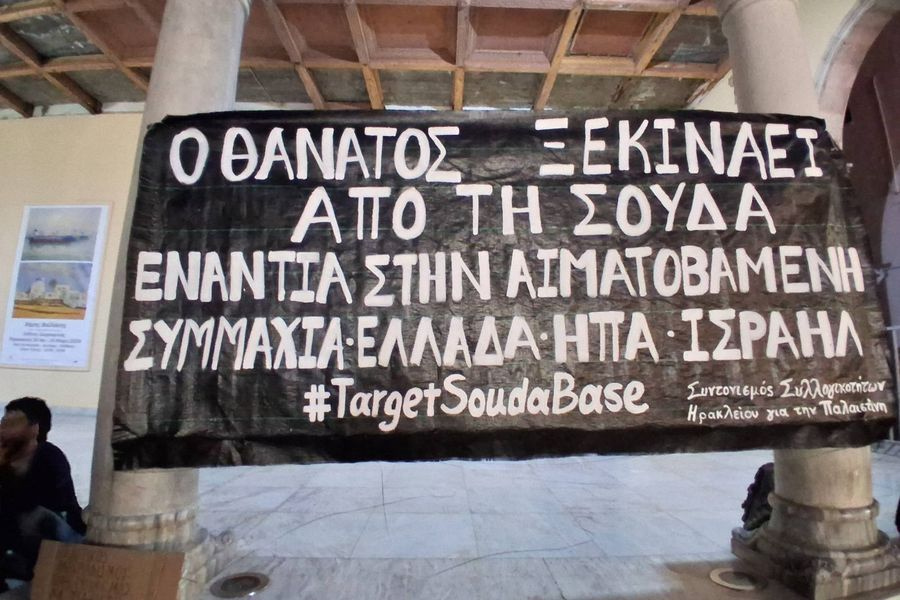 Ο ΘΑΝΑΤΟΣ ΞΕΚΙΝΑΕΙ
ΑΠΟ ΤΗ ΣΟΥΔΑ
ΕΝΑΝΤΙΑ ΣΤΗΝ ΑΙΜΑΤΟΒΑΜΕΝΗ
ΣΥΜΜΑΧΙΑ·ΕΛΛΑΔΑ·ΗΠΑ·ΙΣΡΑΗΛ
#TargetSoudaBase
Συντονισμός Συλλογικοτήτων
Ηρακλείου για την Παλαιστίνη